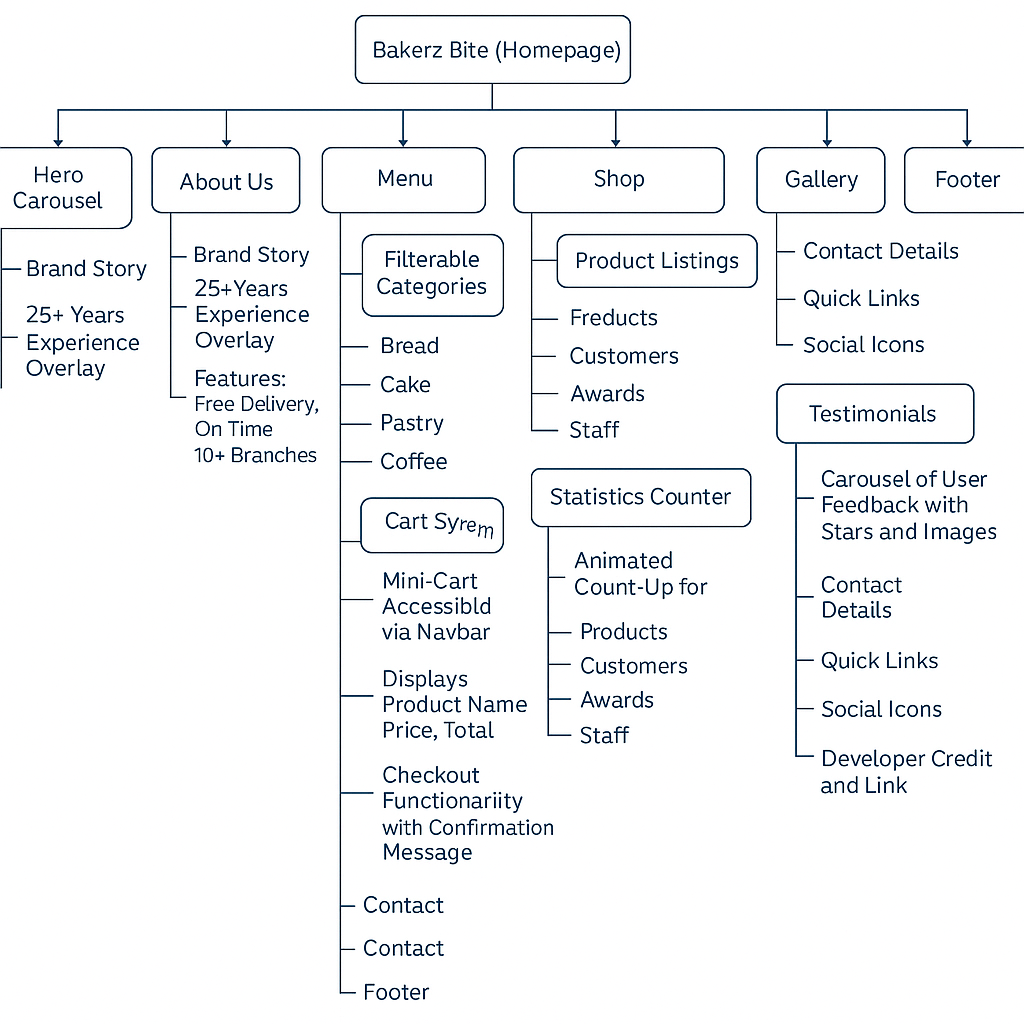 Bakerz Bite (Homepage)
Hero
Carousel
Brand Story
25+ Years
Experience
Overlay
About Us
Brand Story
25+Years
Experience
Overlay
Features:
Free Delivery,
On Time
10+ Branches
Menu
Filterable
Categories
Bread
Cake
Pastry
Coffee
Cart Syrem
Mini-Cart
Accessibld
via Navbar
Displays
Product Name
Price, Total
Checkout
Functionariity
with Confirmation
Message
Contact
Contact
Footer
Shop
Product Listings
Freducts
Customers
Awards
Staff
Statistics Counter
Animated
Count-Up for
Products
Customers
Awards
Staff
Gallery
Contact Details
Quick Links
Social Icons
Testimonials
Carousel of User
Feedback with
Stars and Images
Contact
Details
Quick Links
Social Icons
Developer Credit
and Link
Footer